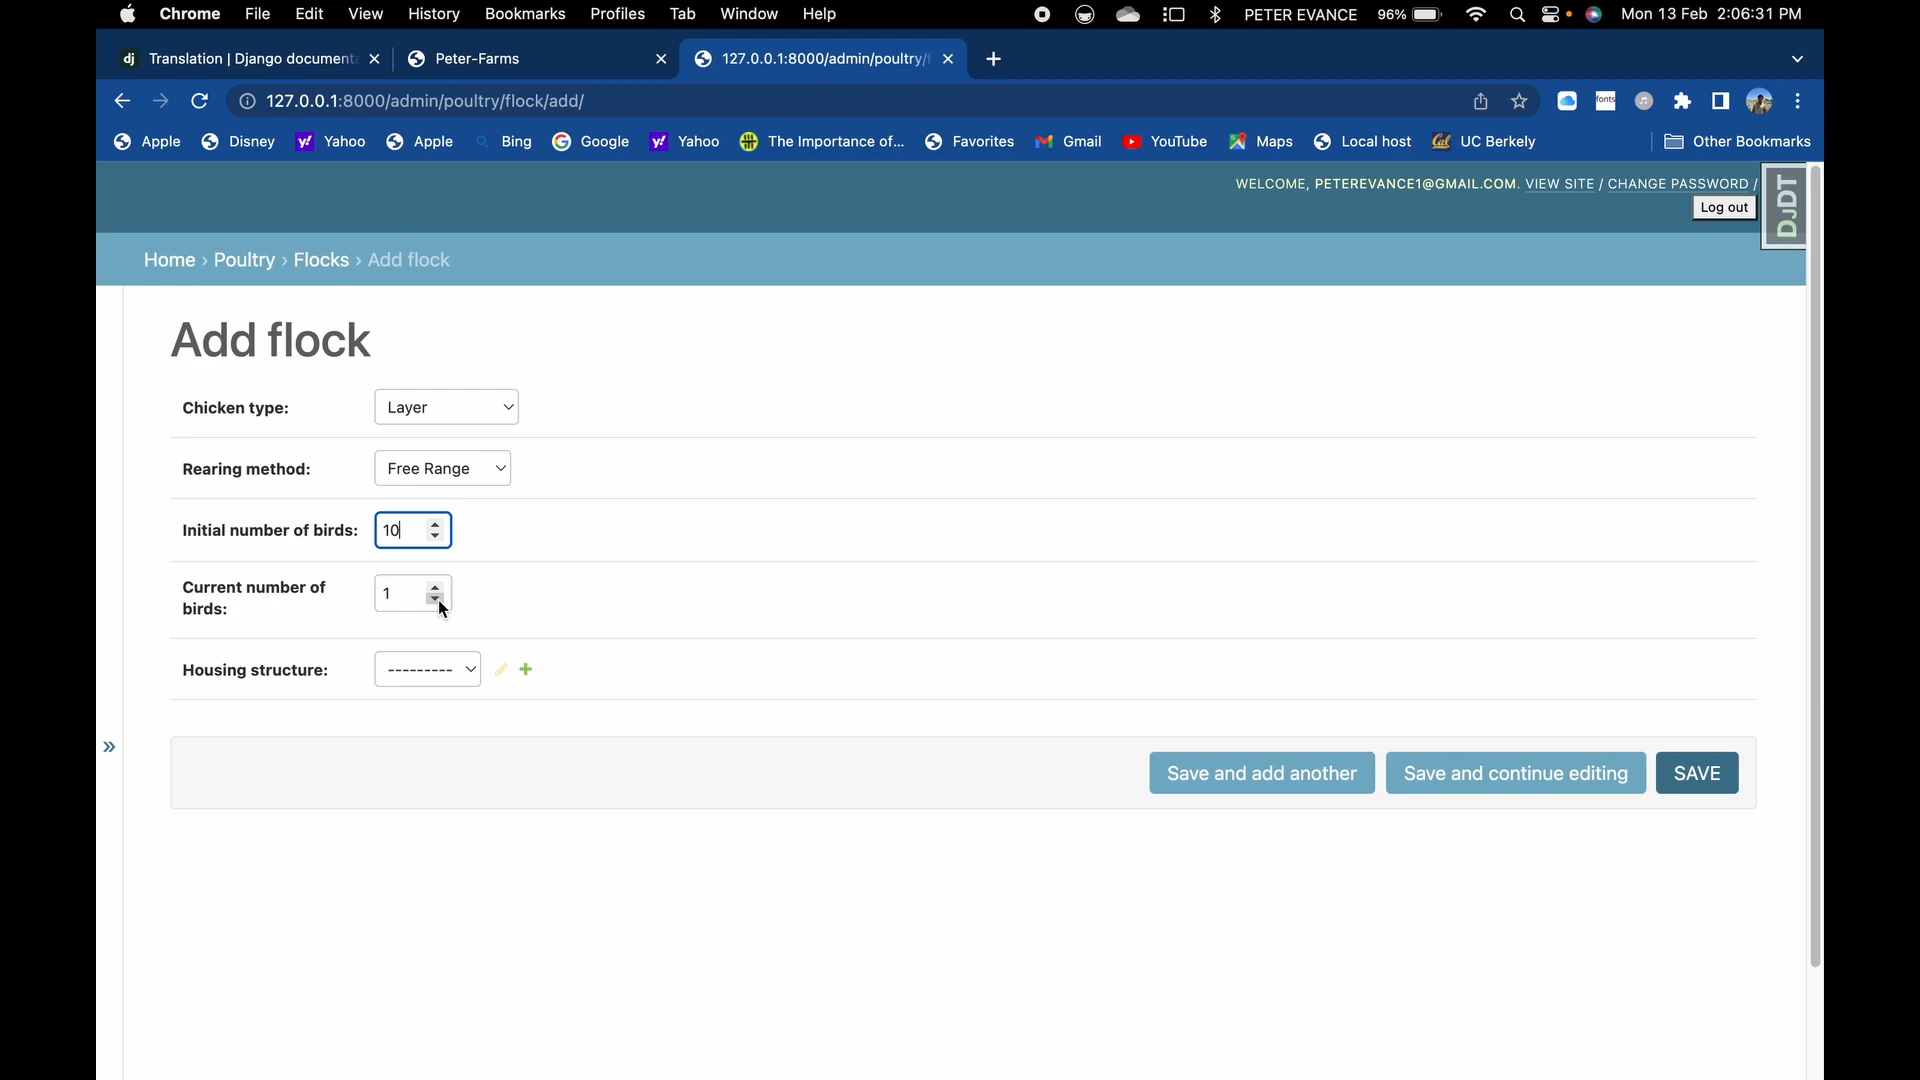 Chrome File Edit View History Bookmarks Profiles Tab Window Help PETER EVANCE 96% Mon 13 Feb 2:06:31 PM
dj Translation | Django document Peter-Farms 127.0.0.1:8000/admin/poultry/f
127.0.0.1:8000/admin/poultry/flock/add/ fonts
Apple Disney Yahoo Apple Bing Google Yahoo The Importance of... Favorites Gmail YouTube Maps Local host Cal UC Berkely Other Bookmarks
WELCOME, PETEREVANCE1@GMAIL.COM. VIEW SITE / CHANGE PASSWORD /
Log out
DJDT
Home › Poultry › Flocks › Add flock
Add flock
Chicken type: Layer
Rearing method: Free Range
Initial number of birds: 10
Current number of
birds: 1
Housing structure: ---------
»
Save and add another Save and continue editing SAVE